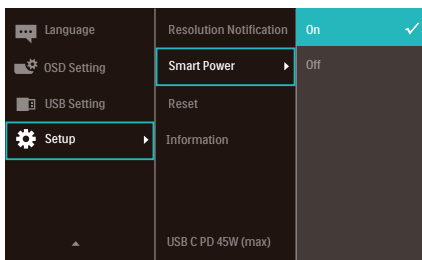 Language
OSD Setting
USB Setting
Setup
Resolution Notification
Smart Power
Reset
Information
USB C PD 45W (max)
On
Off